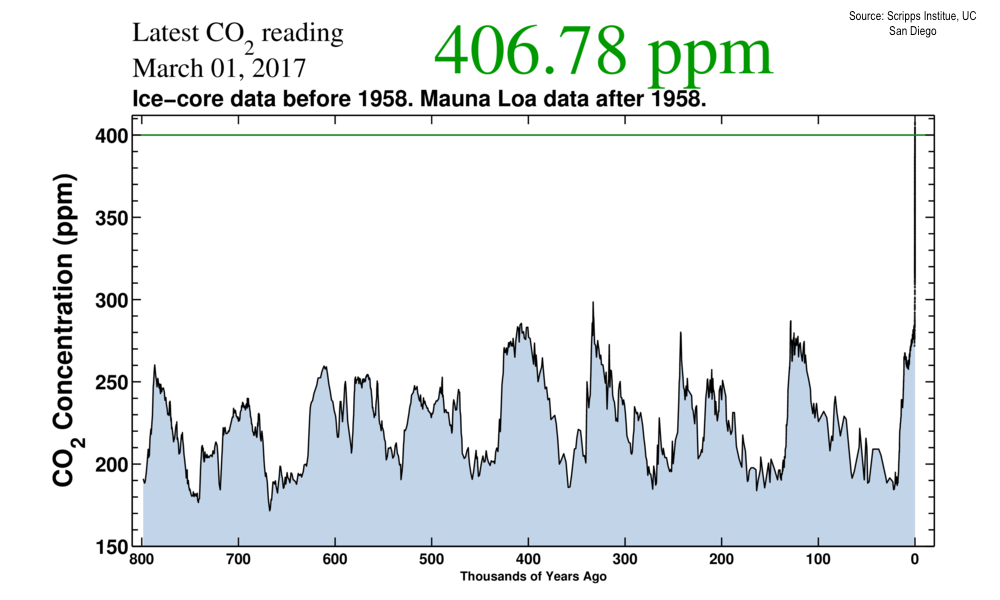 Source: Scripps Institue, UC
San Diego
Latest CO2 reading
March 01, 2017
406.78 ppm
Ice–core data before 1958. Mauna Loa data after 1958.
CO2 Concentration (ppm)
400
350
300
250
200
150
800 700 600 500 400 300 200 100 0
Thousands of Years Ago